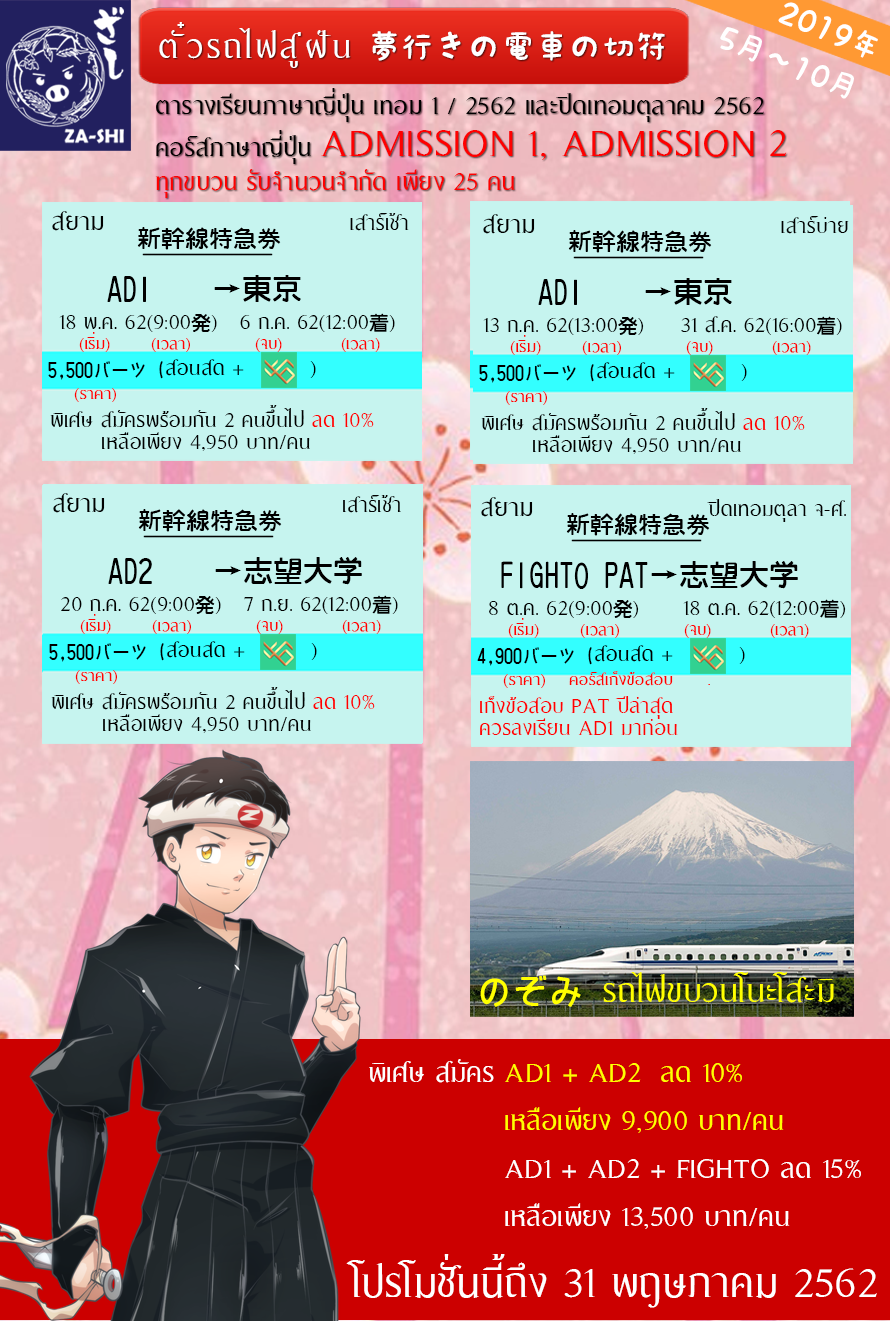 ざし
ZA-SHI
ตั๋วรถไฟสู่ฝัน 夢行きの電車の切符
2019年
5月～10月
ตารางเรียนภาษาญี่ปุ่น เทอม 1 / 2562 และปิดเทอมตุลาคม 2562
คอร์สภาษาญี่ปุ่น ADMISSION 1, ADMISSION 2
ทุกขบวน รับจำนวนจำกัด เพียง 25 คน
สยาม เสาร์เช้า
新幹線特急券
AD1 →東京
18 พ.ค. 62(9:00発) 6 ก.ค. 62(12:00着)
(เริ่ม) (เวลา) (จบ) (เวลา)
5,500バーツ (สอนสด + )
(ราคา)
พิเศษ สมัครพร้อมกัน 2 คนขึ้นไป ลด 10%
เหลือเพียง 4,950 บาท/คน
สยาม เสาร์บ่าย
新幹線特急券
AD1 →東京
13 ก.ค. 62(13:00発) 31 ส.ค. 62(16:00着)
(เริ่ม) (เวลา) (จบ) (เวลา)
5,500バーツ (สอนสด + )
(ราคา)
พิเศษ สมัครพร้อมกัน 2 คนขึ้นไป ลด 10%
เหลือเพียง 4,950 บาท/คน
สยาม เสาร์เช้า
新幹線特急券
AD2 →志望大学
20 ก.ค. 62(9:00発) 7 ก.ย. 62(12:00着)
(เริ่ม) (เวลา) (จบ) (เวลา)
5,500バーツ (สอนสด + )
(ราคา)
พิเศษ สมัครพร้อมกัน 2 คนขึ้นไป ลด 10%
เหลือเพียง 4,950 บาท/คน
สยาม ปิดเทอมตุลา จ-ศ.
新幹線特急券
FIGHTO PAT→志望大学
8 ต.ค. 62(9:00発) 18 ต.ค. 62(12:00着)
(เริ่ม) (เวลา) (จบ) (เวลา)
4,900バーツ (สอนสด + )
(ราคา) คอร์สเก็งข้อสอบ
เก็งข้อสอบ PAT ปีล่าสุด
ควรลงเรียน AD1 มาก่อน
Z
のぞみ รถไฟขบวนโนะโสะมิ
พิเศษ สมัคร AD1 + AD2 ลด 10%
เหลือเพียง 9,900 บาท/คน
AD1 + AD2 + FIGHTO ลด 15%
เหลือเพียง 13,500 บาท/คน
โปรโมชั่นนี้ถึง 31 พฤษภาคม 2562